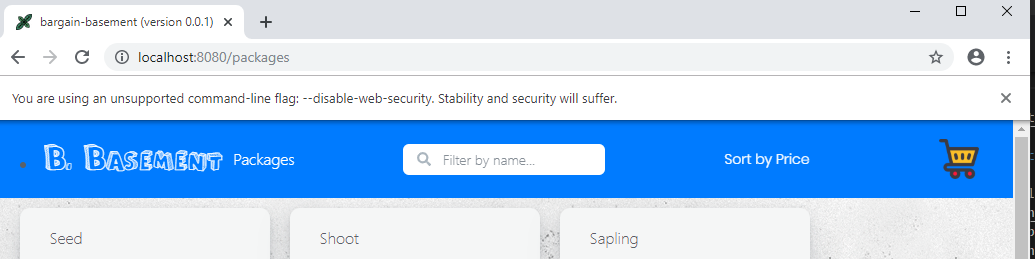 bargain-basement (version 0.0.1)
localhost:8080/packages
You are using an unsupported command-line flag: --disable-web-security. Stability and security will suffer.
B. Basement Packages Filter by name... Sort by Price
Seed Shoot Sapling